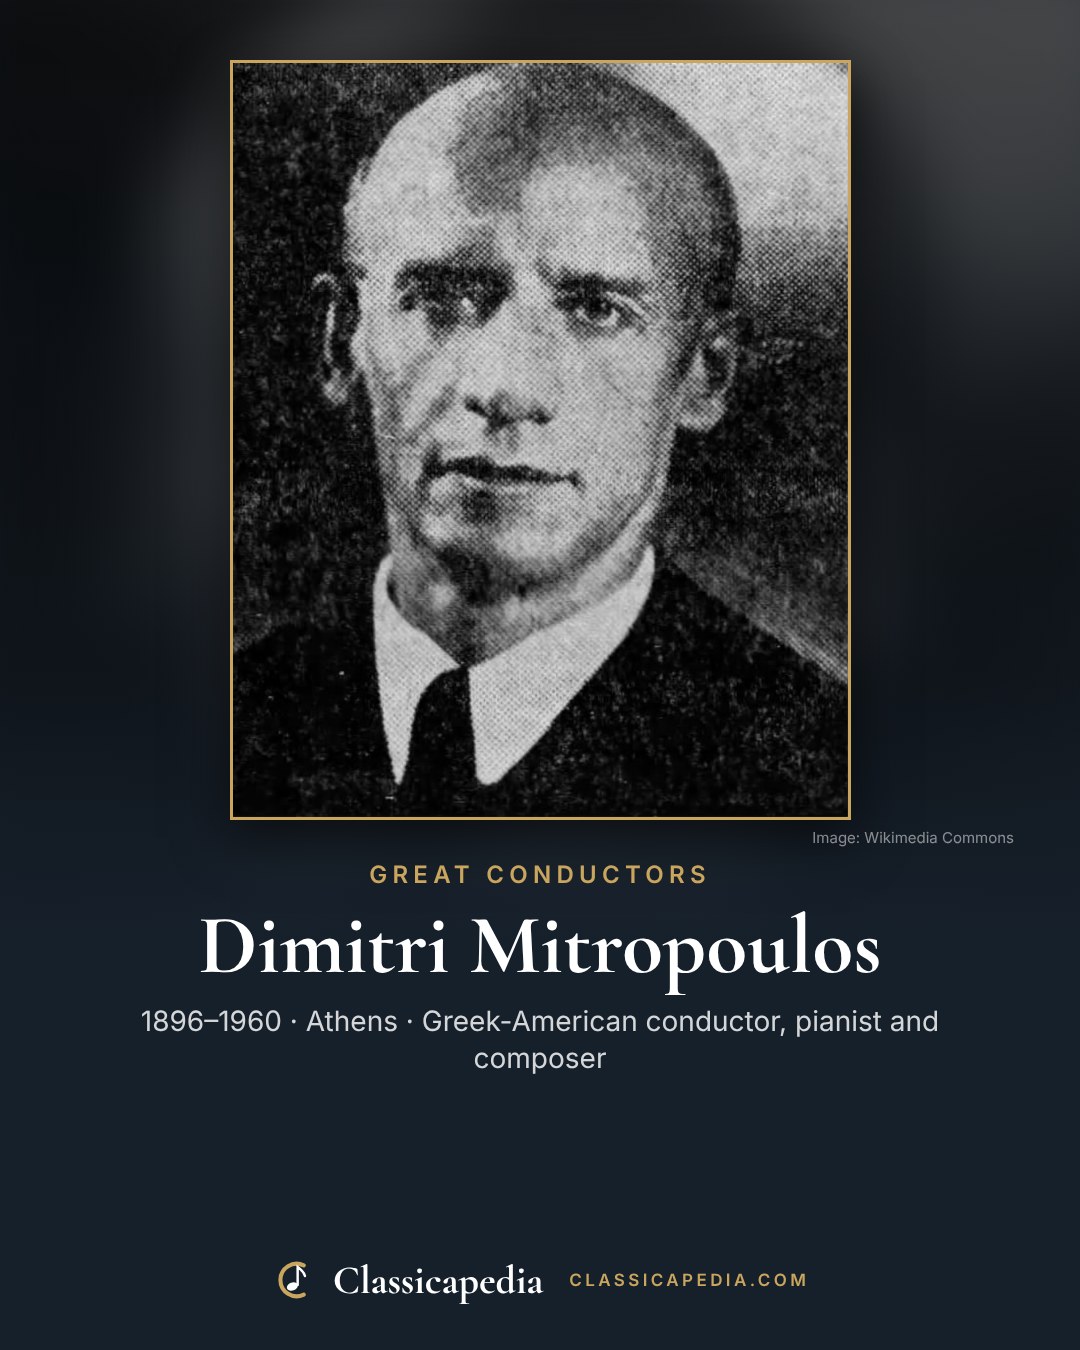 Image: Wikimedia Commons
GREAT CONDUCTORS
Dimitri Mitropoulos
1896–1960 · Athens · Greek-American conductor, pianist and
composer
Classicapedia CLASSICAPEDIA.COM